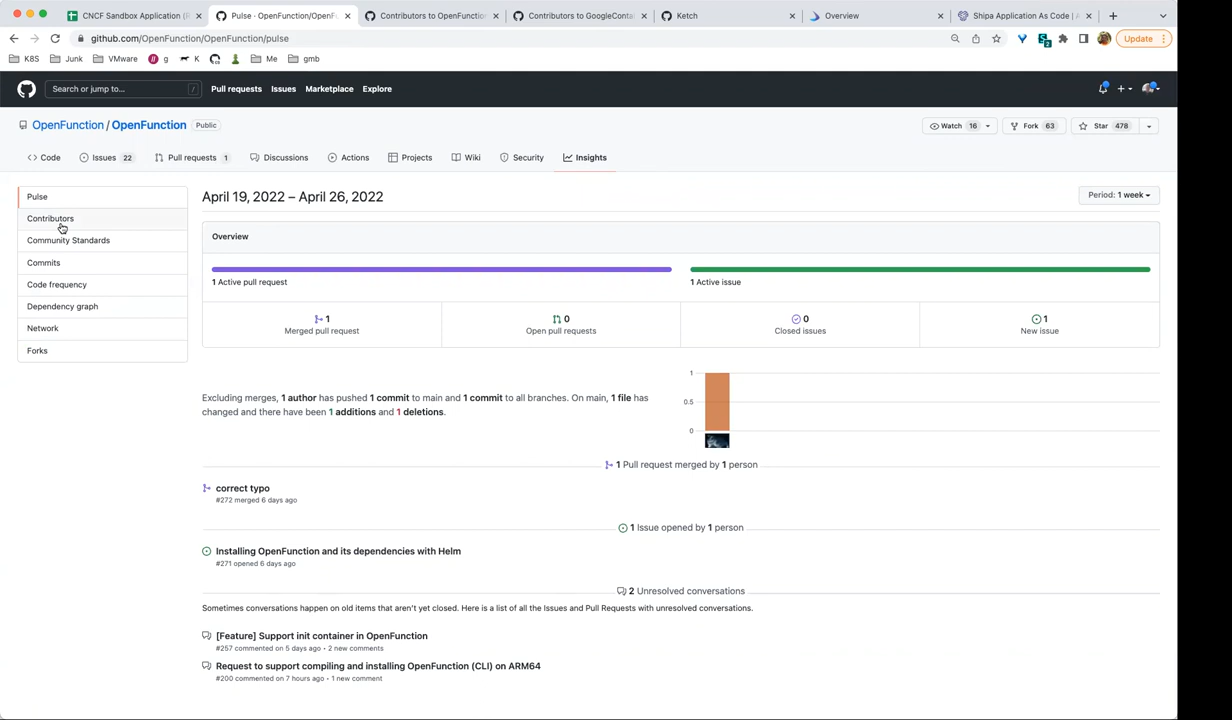 CNCF Sandbox Application (F
Pulse · OpenFunction/OpenF
Contributors to OpenFunction
Contributors to GoogleConta
Ketch
Overview
Shipa Application As Code | A
github.com/OpenFunction/OpenFunction/pulse
2
Update
K8S
Junk
VMware
g
K
Me
gmb
Search or jump to...
/
Pull requests
Issues
Marketplace
Explore
OpenFunction / OpenFunction
Public
Watch 16
Fork 63
Star 478
Code
Issues 22
Pull requests 1
Discussions
Actions
Projects
Wiki
Security
Insights
Pulse
Contributors
Community Standards
Commits
Code frequency
Dependency graph
Network
Forks
April 19, 2022 – April 26, 2022
Period: 1 week
Overview
1 Active pull request
1 Active issue
1
Merged pull request
0
Open pull requests
0
Closed issues
1
New issue
Excluding merges, 1 author has pushed 1 commit to main and 1 commit to all branches. On main, 1 file has
changed and there have been 1 additions and 1 deletions.
1
0.5
0
1 Pull request merged by 1 person
correct typo
#272 merged 6 days ago
1 Issue opened by 1 person
Installing OpenFunction and its dependencies with Helm
#271 opened 6 days ago
2 Unresolved conversations
Sometimes conversations happen on old items that aren't yet closed. Here is a list of all the Issues and Pull Requests with unresolved conversations.
[Feature] Support init container in OpenFunction
#257 commented on 5 days ago • 2 new comments
Request to support compiling and installing OpenFunction (CLI) on ARM64
#200 commented on 7 hours ago • 1 new comment